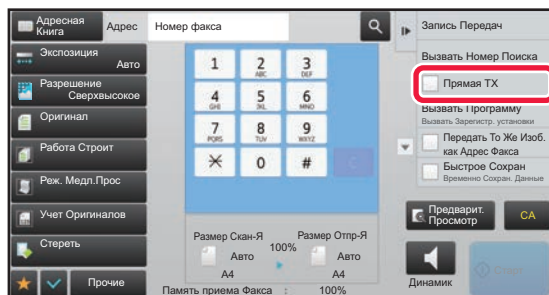 Адресная
Книга
Адрес
Номер факса
Запись Передач
Экспозиция
Авто
Разрешение
Сверхвысокое
Оригинал
Работа Строит
Реж. Медл.Прос
Учет Оригиналов
Стереть
Прочие
1
2
ABC
3
DEF
4
GHI
5
JKL
6
MNO
7
PQRS
8
TUV
9
WXYZ
0
#
C
Размер Скан-Я
Авто
A4
100%
Размер Отпр-Я
Авто
A4
Память приема Факса : 100%
Вызвать Номер Поиска
Прямая TX
Вызвать Программу
Вызвать Зарегистр. установки
Передать То Же Изоб.
как Адрес Факса
Быстрое Сохран
Временно Сохран. Данные
Предварит.
Просмотр
CA
Динамик
Старт